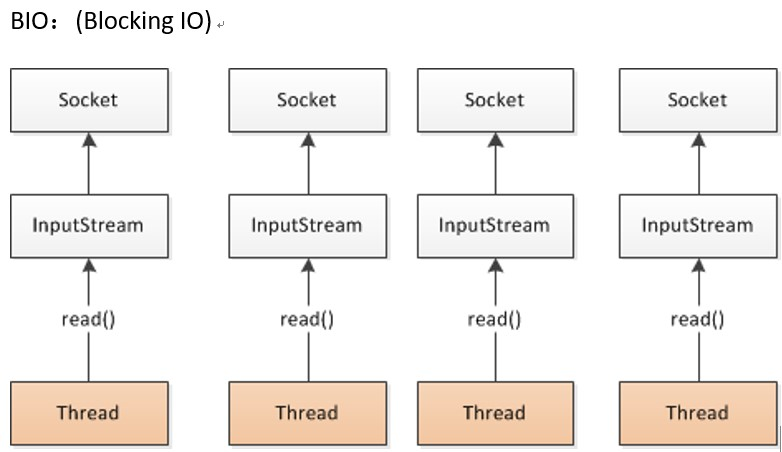 BIO：(Blocking IO)
Socket Socket Socket Socket
InputStream InputStream InputStream InputStream
read() read() read() read()
Thread Thread Thread Thread